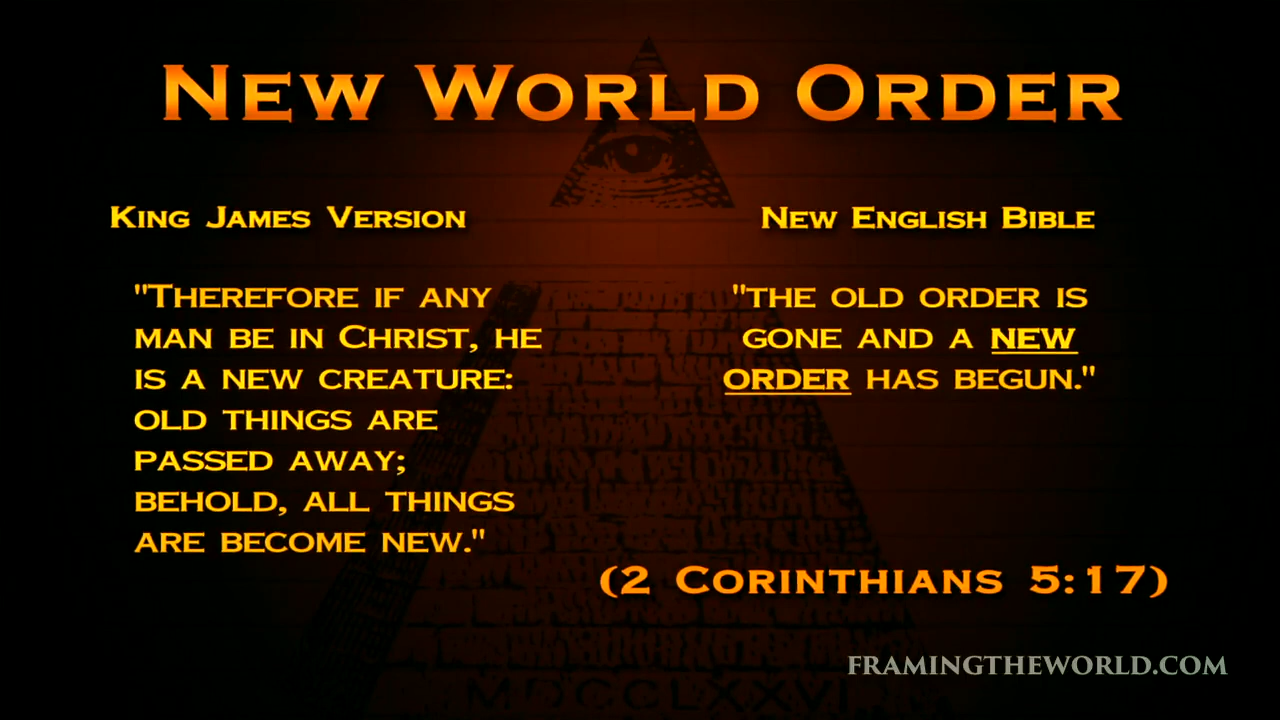 New World Order
King James Version
"Therefore if any
man be in Christ, he
is a new creature:
old things are
passed away;
behold, all things
are become new."
New English Bible
"the old order is
gone and a new
order has begun."
(2 Corinthians 5:17)
FRAMINGTHEWORLD.COM
MDCCLXXVI